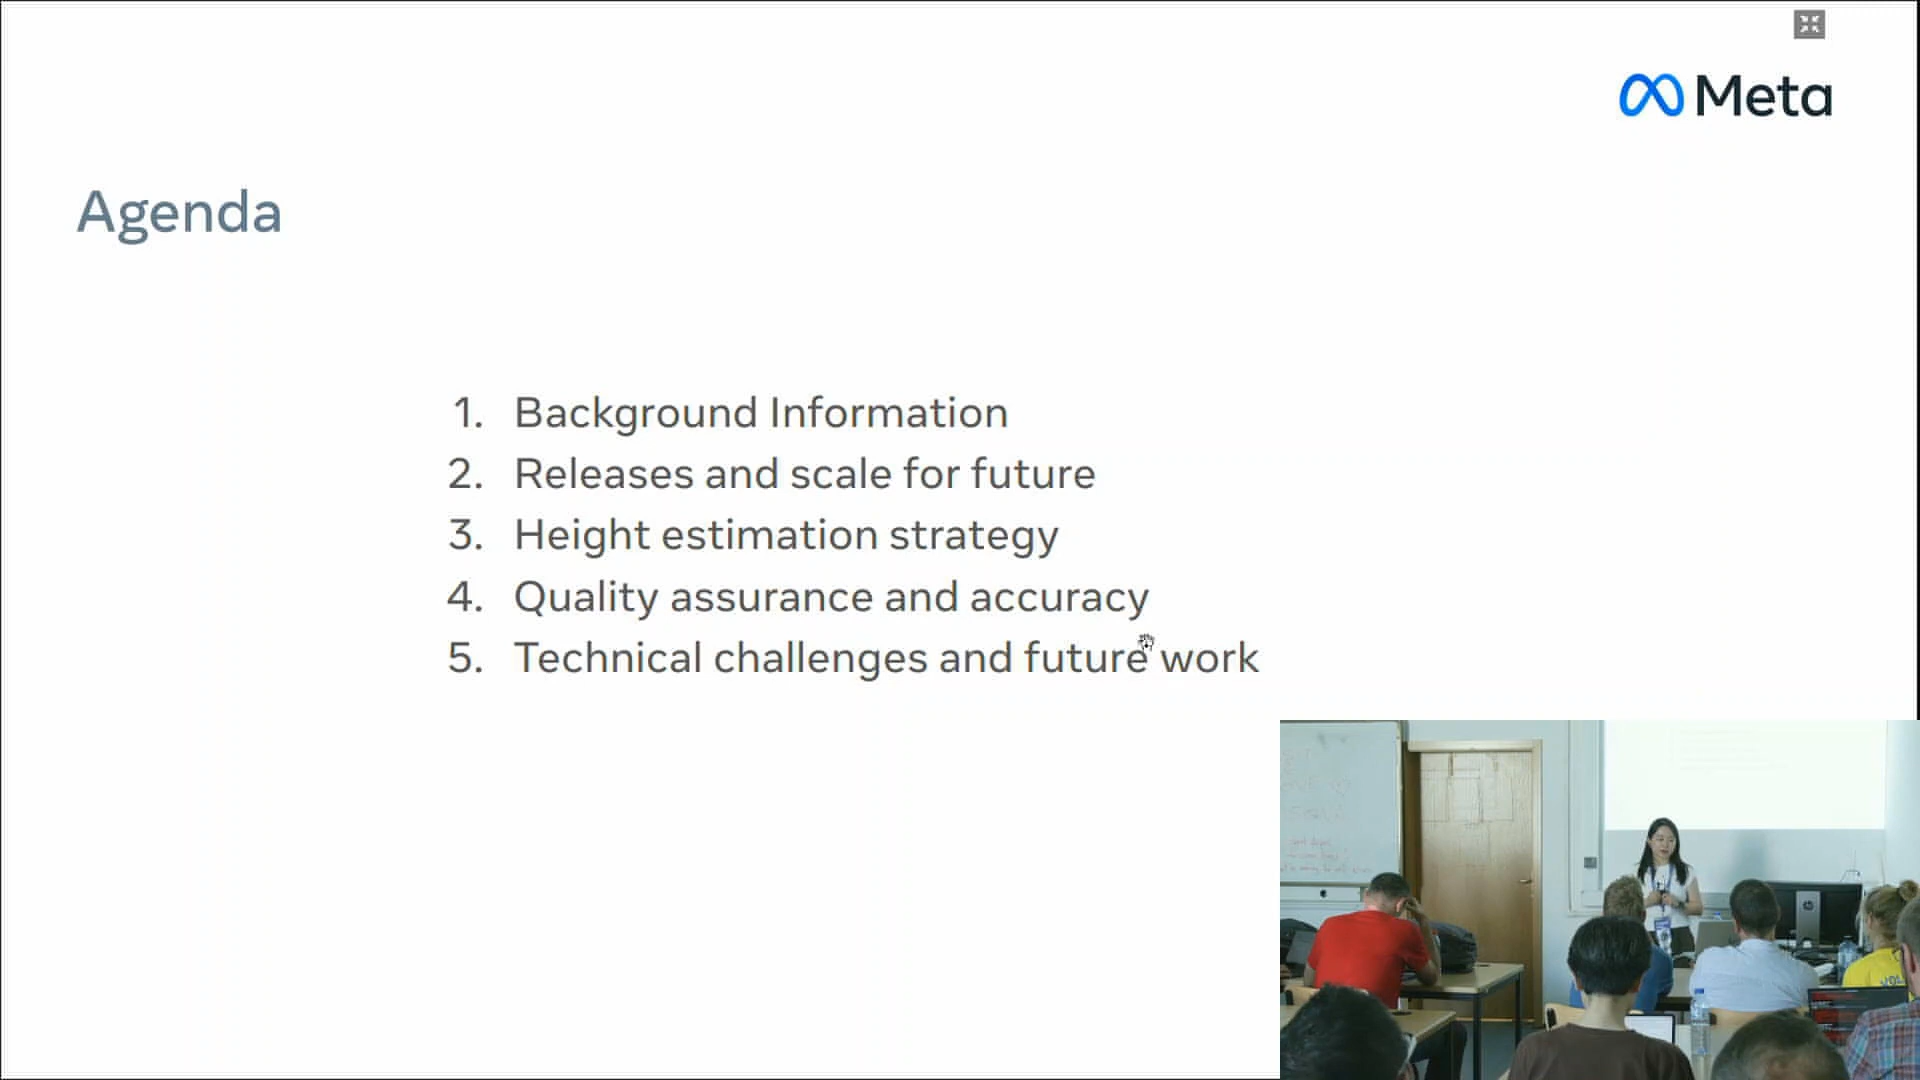 Meta
Agenda
1. Background Information
2. Releases and scale for future
3. Height estimation strategy
4. Quality assurance and accuracy
5. Technical challenges and future work